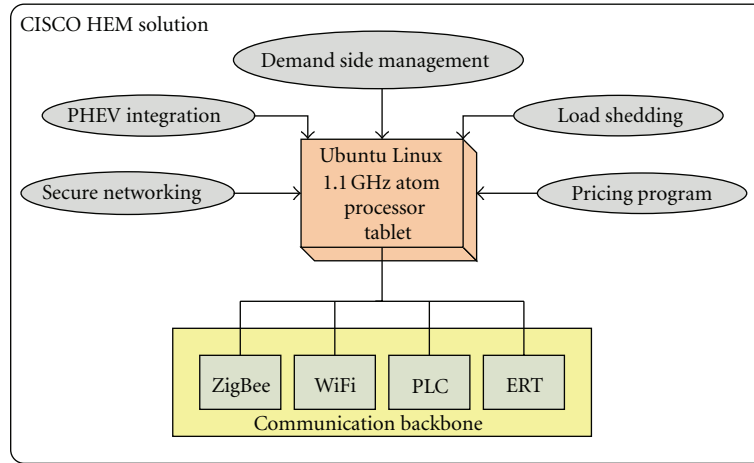 CISCO HEM solution
Demand side management
PHEV integration
Load shedding
Ubuntu Linux
1.1 GHz atom
processor
tablet
Secure networking
Pricing program
ZigBee
WiFi
PLC
ERT
Communication backbone